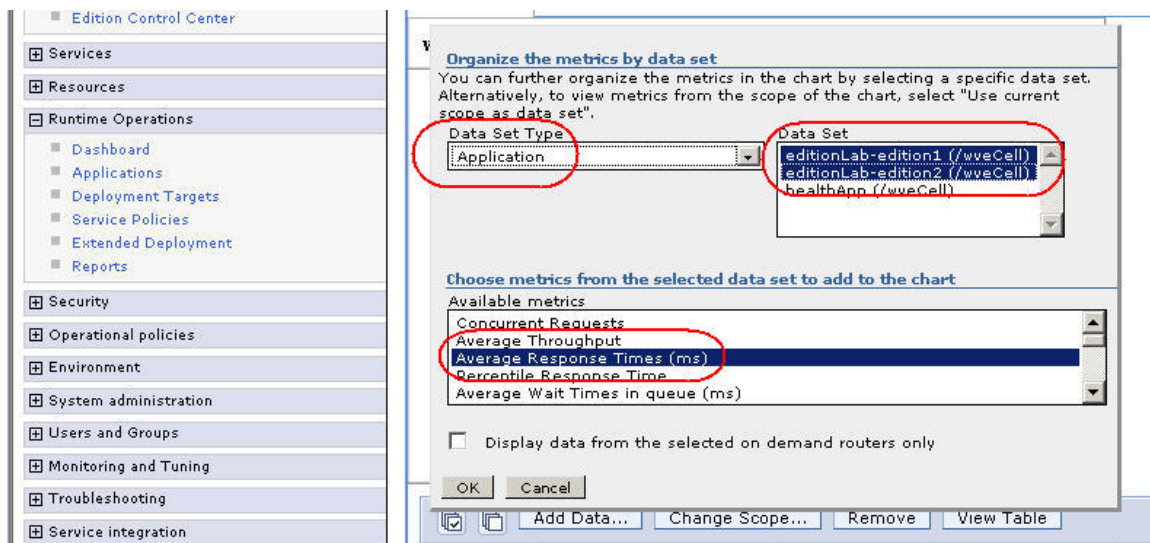 Edition Control Center
Services
Resources
Runtime Operations
Dashboard
Applications
Deployment Targets
Service Policies
Extended Deployment
Reports
Security
Operational policies
Environment
System administration
Users and Groups
Monitoring and Tuning
Troubleshooting
Service integration
Organize the metrics by data set
You can further organize the metrics in the chart by selecting a specific data set.
Alternatively, to view metrics from the scope of the chart, select "Use current
scope as data set".
Data Set Type
Application
Data Set
editionLab-edition1 (/wveCell)
editionLab-edition2 (/wveCell)
healthApp (/wveCell)
Choose metrics from the selected data set to add to the chart
Available metrics
Concurrent Requests
Average Throughput
Average Response Times (ms)
Percentile Response Time
Average Wait Times in queue (ms)
Display data from the selected on demand routers only
OK Cancel
Add Data... Change Scope... Remove View Table